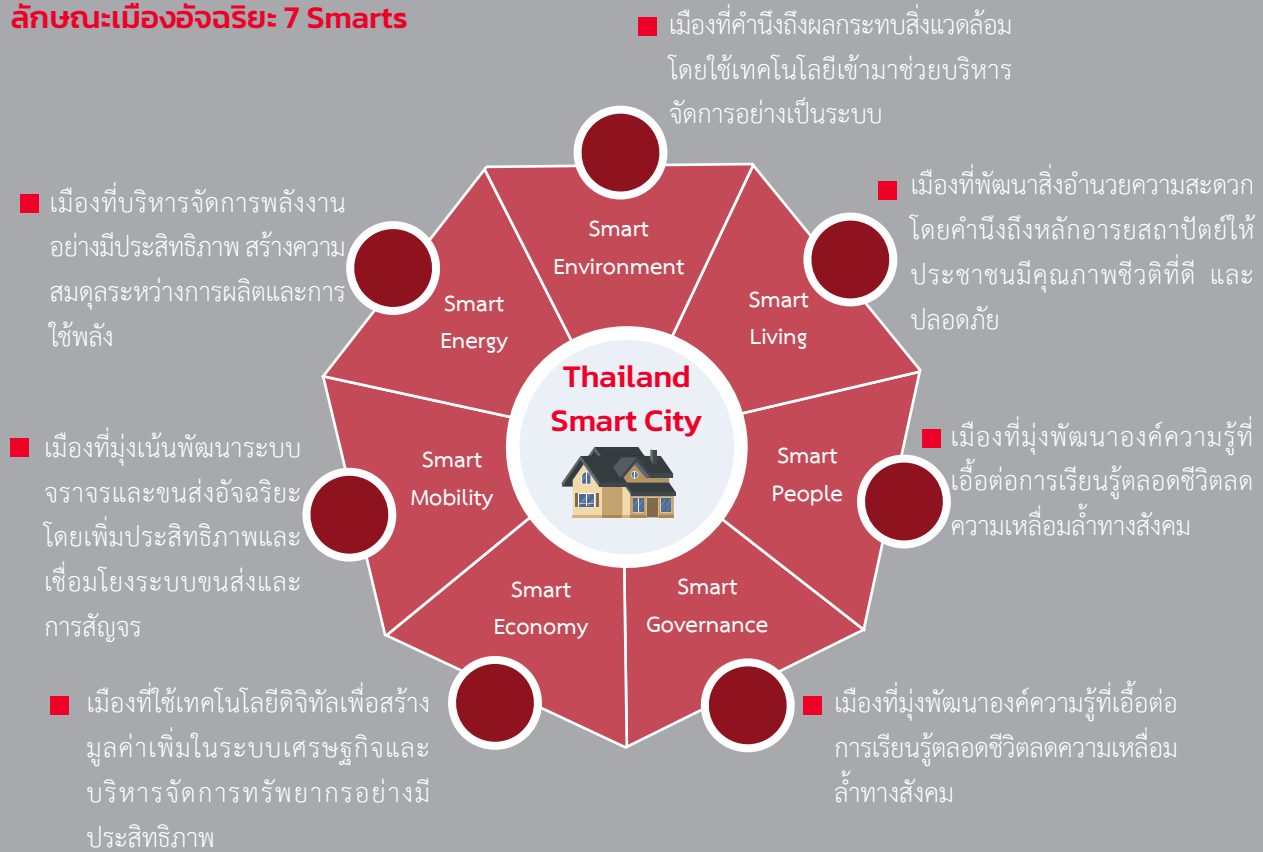 ลักษณะเมืองอัจฉริยะ 7 Smarts
เมืองที่คำนึงถึงผลกระทบสิ่งแวดล้อม
โดยใช้เทคโนโลยีเข้ามาช่วยบริหาร
จัดการอย่างเป็นระบบ
เมืองที่บริหารจัดการพลังงาน
อย่างมีประสิทธิภาพ สร้างความ
สมดุลระหว่างการผลิตและการ
ใช้พลัง
เมืองที่พัฒนาสิ่งอำนวยความสะดวก
โดยคำนึงถึงหลักอารยสถาปัตย์ให้
ประชาชนมีคุณภาพชีวติที่ดี และ
ปลอดภัย
Smart
Environment
Smart
Energy
Smart
Living
Thailand
Smart City
เมืองที่มุ่งเน้นพัฒนาระบบ
จราจรและขนส่งอัจฉริยะ
โดยเพิ่มประสิทธิภาพและ
เชื่อมโยงระบบขนส่งและ
การสัญจร
Smart
Mobility
Smart
People
เมืองที่มุ่งพัฒนาองค์ความรู้ที่
เอื้อต่อการเรียนรู้ตลอดชีวิตลด
ความเหลื่อมล้ำทางสังคม
Smart
Economy
Smart
Governance
เมืองที่ใช้เทคโนโลยีดิจิทัลเพื่อสร้าง
มูลค่าเพิ่มในระบบเศรษฐกิจและ
บริหารจัดการทรัพยากรอย่างมี
ประสิทธิภาพ
เมืองที่มุ่งพัฒนาองค์ความรู้ที่เอื้อต่อ
การเรียนรู้ตลอดชีวิตลดความเหลื่อม
ล้ำทางสังคม